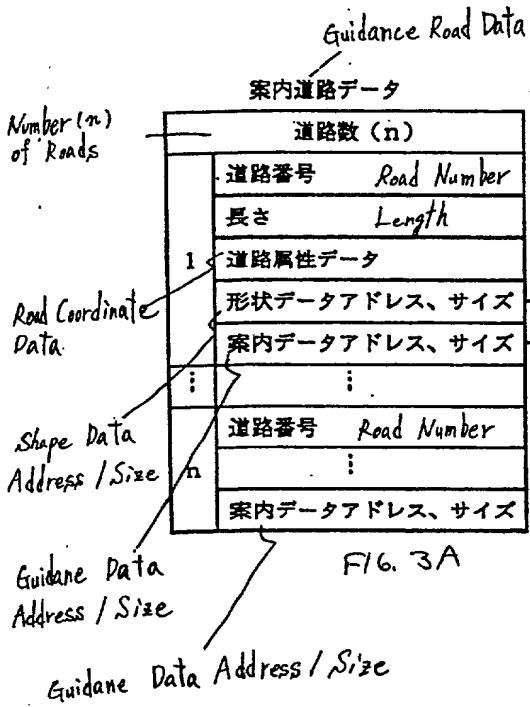 Guidance Road Data
案内道路データ
Number (n)
of Roads
道路数(n)
1
道路番号 Road Number
長さ Length
道路属性データ
Road Coordinate
Data.
形状データアドレス、サイズ
案内データアドレス、サイズ
⋮ ⋮
Shape Data
Address / Size
n
道路番号 Road Number
⋮
案内データアドレス、サイズ
FIG. 3A
Guidane Data
Address / Size
Guidane Data Address / Size